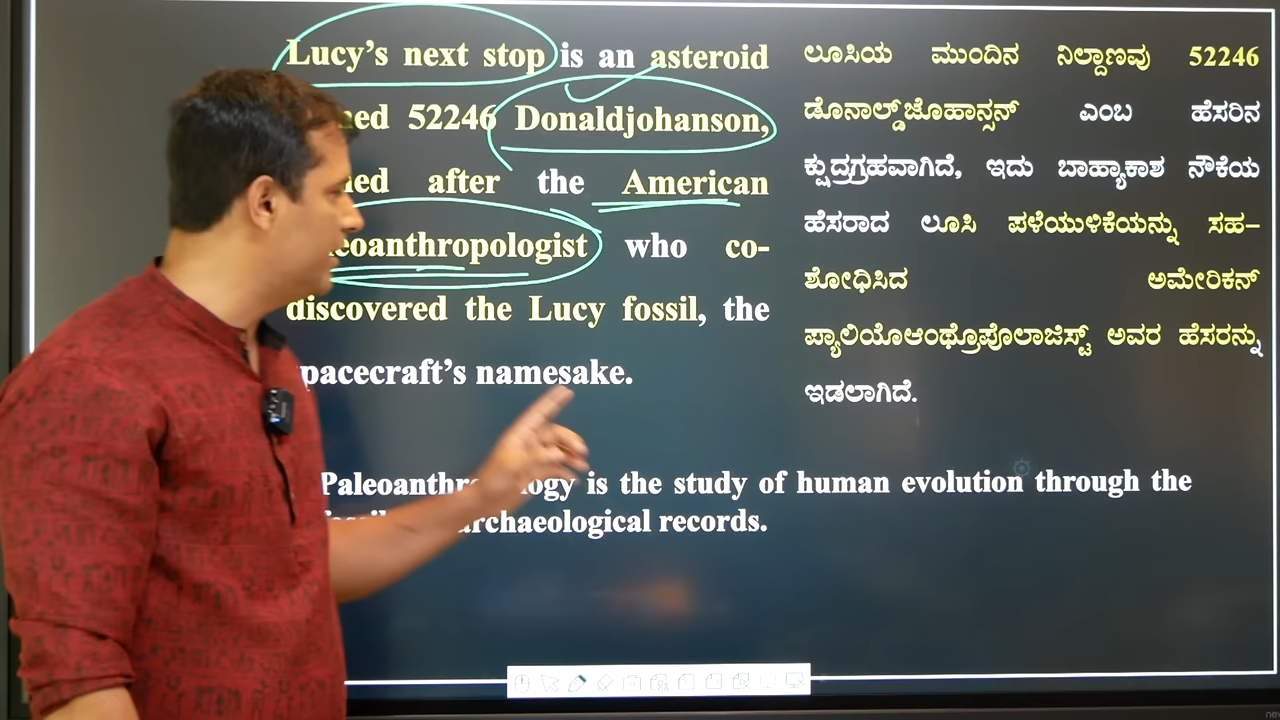 Lucy's next stop is an asteroid
52246 Donaldjohanson,
after the American
who co-
discovered the Lucy fossil, the
namesake.
ಲೂಸಿಯ ಮುಂದಿನ ನಿಲ್ದಾಣವು 52246
ಡೊನಾಲ್ಡ್‌ಜೊಹಾನ್ಸನ್ ಎಂಬ ಹೆಸರಿನ
ಕ್ಷುದ್ರಗ್ರಹವಾಗಿದೆ, ಇದು ಬಾಹ್ಯಾಕಾಶ ನೌಕೆಯ
ಹೆಸರಾದ ಲೂಸಿ ಪಳೆಯುಳಿಕೆಯನ್ನು ಸಹ–
ಶೋಧಿಸಿದ ಅಮೇರಿಕನ್
ಪ್ಯಾಲಿಯೊಆಂಥ್ರೊಪೊಲಾಜಿಸ್ಟ್ ಅವರ ಹೆಸರನ್ನು
ಇಡಲಾಗಿದೆ.
is the study of human evolution through the
archaeological records.